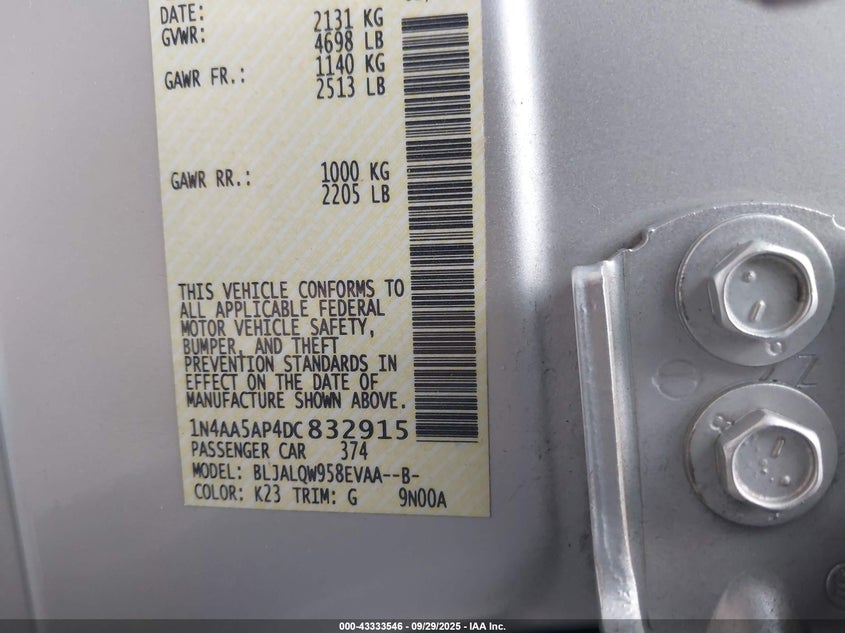 DATE:
GVWR: 2131 KG
4698 LB
GAWR FR.: 1140 KG
2513 LB
GAWR RR.: 1000 KG
2205 LB
THIS VEHICLE CONFORMS TO
ALL APPLICABLE FEDERAL
MOTOR VEHICLE SAFETY,
BUMPER, AND THEFT
PREVENTION STANDARDS IN
EFFECT ON THE DATE OF
MANUFACTURE SHOWN ABOVE.
1N4AA5AP4DC832915
PASSENGER CAR 374
MODEL: BLJALQW958EVAA--B-
COLOR: K23 TRIM: G 9N00A
000-43333546 / 09/29/2025 - IAA Inc.